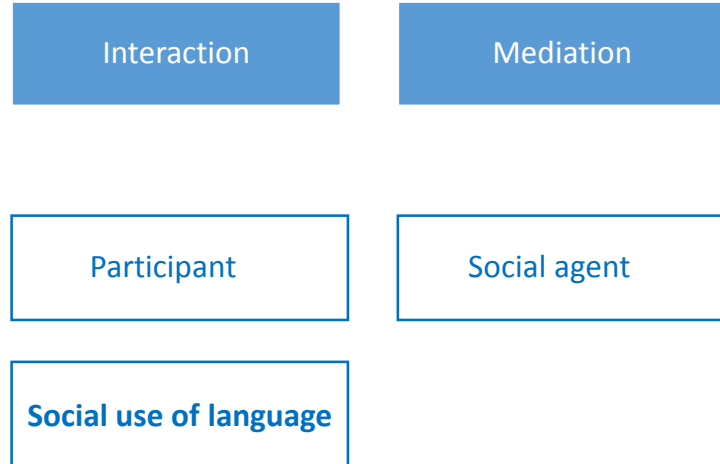 Interaction
Mediation
Participant
Social agent
Social use of language